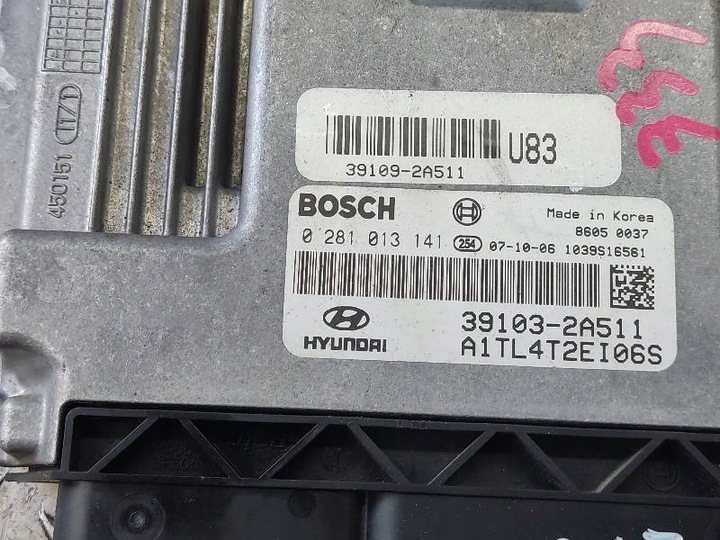 U83
39109-2A511
BOSCH
Made in Korea
8605 0037
0 281 013 141 254 07-10-06 1039S16561
39103-2A511
HYUNDAI
A1TL4T2EI06S
450151